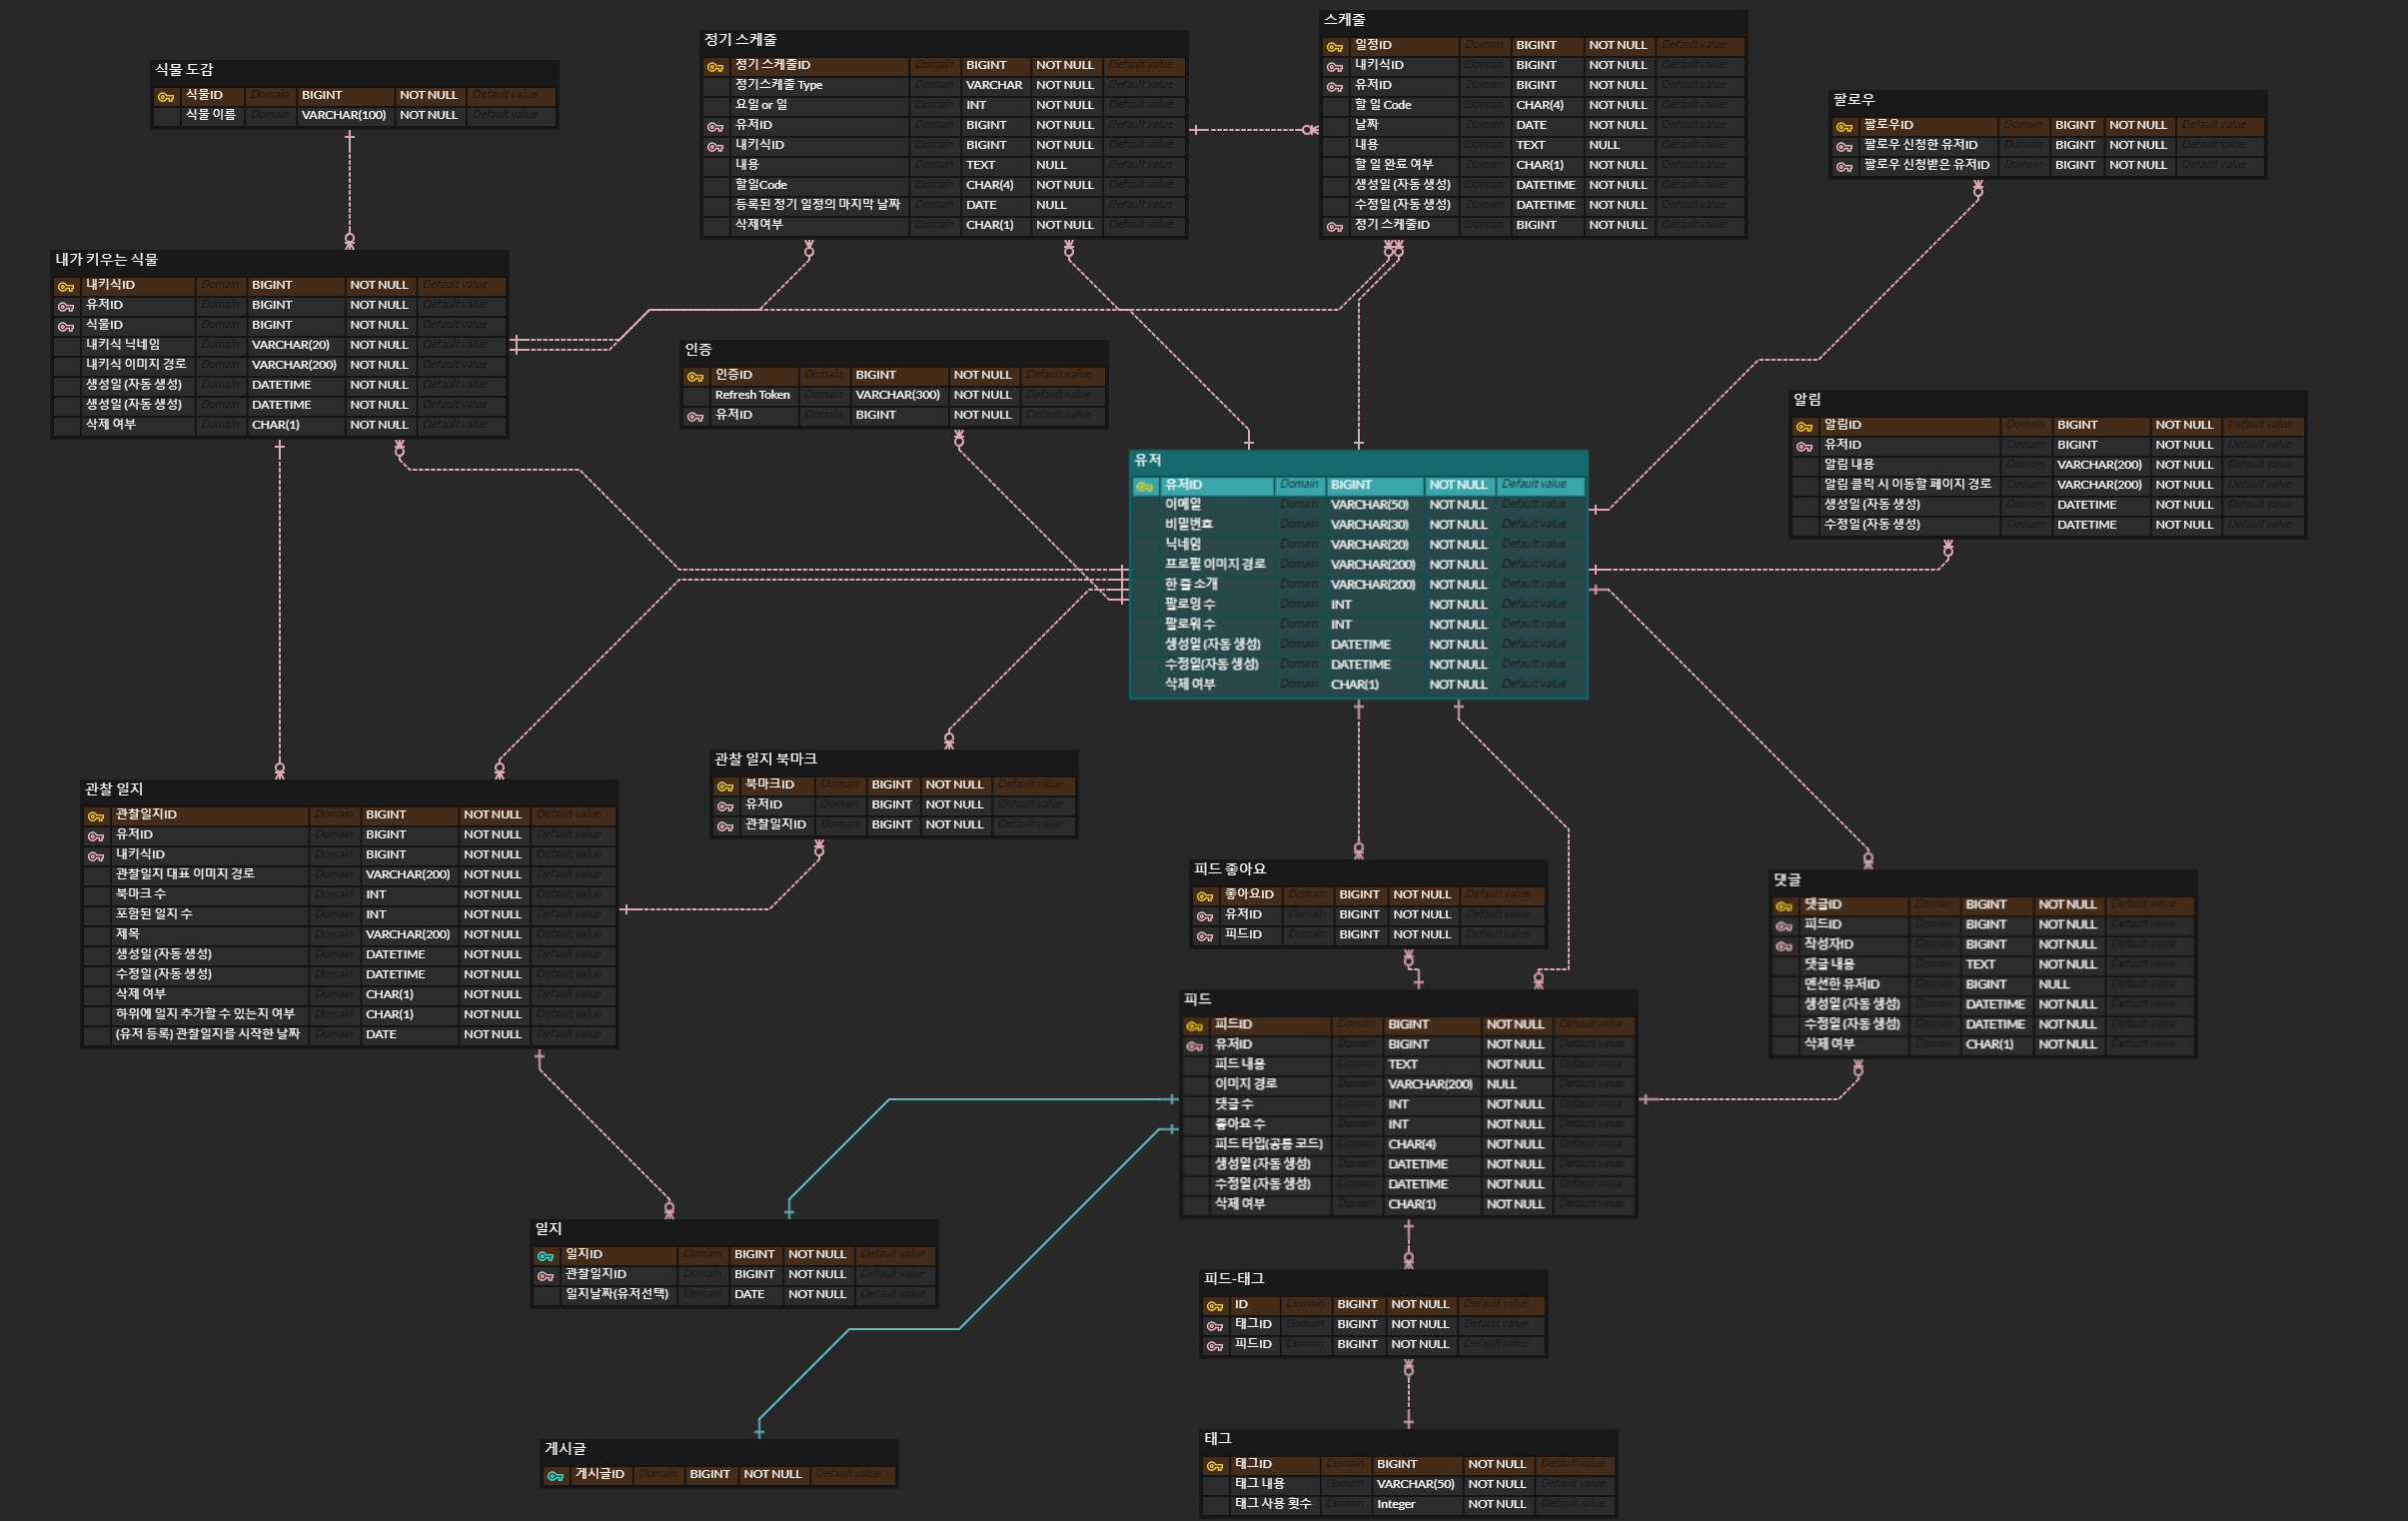 식물 도감
식물ID Domain BIGINT NOT NULL Default value
식물 이름 Domain VARCHAR(100) NOT NULL Default value
정기 스케줄
정기 스케줄ID Domain BIGINT NOT NULL Default value
정기스케줄 Type Domain VARCHAR NOT NULL Default value
요일 or 일 Domain INT NOT NULL Default value
유저ID Domain BIGINT NOT NULL Default value
내키식ID Domain BIGINT NOT NULL Default value
내용 Domain TEXT NULL Default value
할일Code Domain CHAR(4) NOT NULL Default value
등록된 정기 일정의 마지막 날짜 Domain DATE NULL Default value
삭제여부 Domain CHAR(1) NOT NULL Default value
스케줄
일정ID Domain BIGINT NOT NULL Default value
내키식ID Domain BIGINT NOT NULL Default value
유저ID Domain BIGINT NOT NULL Default value
할 일 Code Domain CHAR(4) NOT NULL Default value
날짜 Domain DATE NOT NULL Default value
내용 Domain TEXT NULL Default value
할 일 완료 여부 Domain CHAR(1) NOT NULL Default value
생성일 (자동 생성) Domain DATETIME NOT NULL Default value
수정일 (자동 생성) Domain DATETIME NOT NULL Default value
정기 스케줄ID Domain BIGINT NOT NULL Default value
팔로우
팔로우ID Domain BIGINT NOT NULL Default value
팔로우 신청한 유저ID Domain BIGINT NOT NULL Default value
팔로우 신청받은 유저ID Domain BIGINT NOT NULL Default value
내가 키우는 식물
내키식ID Domain BIGINT NOT NULL Default value
유저ID Domain BIGINT NOT NULL Default value
식물ID Domain BIGINT NOT NULL Default value
내키식 닉네임 Domain VARCHAR(20) NOT NULL Default value
내키식 이미지 경로 Domain VARCHAR(200) NOT NULL Default value
생성일 (자동 생성) Domain DATETIME NOT NULL Default value
생성일 (자동 생성) Domain DATETIME NOT NULL Default value
삭제 여부 Domain CHAR(1) NOT NULL Default value
인증
인증ID Domain BIGINT NOT NULL Default value
Refresh Token Domain VARCHAR(300) NOT NULL Default value
유저ID Domain BIGINT NOT NULL Default value
알림
알림ID Domain BIGINT NOT NULL Default value
유저ID Domain BIGINT NOT NULL Default value
알림 내용 Domain VARCHAR(200) NOT NULL Default value
알림 클릭 시 이동할 페이지 경로 Domain VARCHAR(200) NOT NULL Default value
생성일 (자동 생성) Domain DATETIME NOT NULL Default value
수정일 (자동 생성) Domain DATETIME NOT NULL Default value
유저
유저ID Domain BIGINT NOT NULL Default value
이메일 Domain VARCHAR(50) NOT NULL Default value
비밀번호 Domain VARCHAR(30) NOT NULL Default value
닉네임 Domain VARCHAR(20) NOT NULL Default value
프로필 이미지 경로 Domain VARCHAR(200) NOT NULL Default value
한 줄 소개 Domain VARCHAR(200) NOT NULL Default value
팔로잉 수 Domain INT NOT NULL Default value
팔로워 수 Domain INT NOT NULL Default value
생성일 (자동 생성) Domain DATETIME NOT NULL Default value
수정일(자동 생성) Domain DATETIME NOT NULL Default value
삭제 여부 Domain CHAR(1) NOT NULL Default value
관찰 일지
관찰일지ID Domain BIGINT NOT NULL Default value
유저ID Domain BIGINT NOT NULL Default value
내키식ID Domain BIGINT NOT NULL Default value
관찰일지 대표 이미지 경로 Domain VARCHAR(200) NOT NULL Default value
북마크 수 Domain INT NOT NULL Default value
포함된 일지 수 Domain INT NOT NULL Default value
제목 Domain VARCHAR(200) NOT NULL Default value
생성일 (자동 생성) Domain DATETIME NOT NULL Default value
수정일 (자동 생성) Domain DATETIME NOT NULL Default value
삭제 여부 Domain CHAR(1) NOT NULL Default value
하위에 일지 추가할 수 있는지 여부 Domain CHAR(1) NOT NULL Default value
(유저 등록) 관찰일지를 시작한 날짜 Domain DATE NOT NULL Default value
관찰 일지 북마크
북마크ID Domain BIGINT NOT NULL Default value
유저ID Domain BIGINT NOT NULL Default value
관찰일지ID Domain BIGINT NOT NULL Default value
피드 좋아요
좋아요ID Domain BIGINT NOT NULL Default value
유저ID Domain BIGINT NOT NULL Default value
피드ID Domain BIGINT NOT NULL Default value
댓글
댓글ID Domain BIGINT NOT NULL Default value
피드ID Domain BIGINT NOT NULL Default value
작성자ID Domain BIGINT NOT NULL Default value
댓글 내용 Domain TEXT NOT NULL Default value
멘션한 유저ID Domain BIGINT NULL Default value
생성일 (자동 생성) Domain DATETIME NOT NULL Default value
수정일 (자동 생성) Domain DATETIME NOT NULL Default value
삭제 여부 Domain CHAR(1) NOT NULL Default value
피드
피드ID Domain BIGINT NOT NULL Default value
유저ID Domain BIGINT NOT NULL Default value
피드 내용 Domain TEXT NOT NULL Default value
이미지 경로 Domain VARCHAR(200) NULL Default value
댓글 수 Domain INT NOT NULL Default value
좋아요 수 Domain INT NOT NULL Default value
피드 타입(공통 코드) Domain CHAR(4) NOT NULL Default value
생성일 (자동 생성) Domain DATETIME NOT NULL Default value
수정일 (자동 생성) Domain DATETIME NOT NULL Default value
삭제 여부 Domain CHAR(1) NOT NULL Default value
일지
일지ID Domain BIGINT NOT NULL Default value
관찰일지ID Domain BIGINT NOT NULL Default value
일지날짜(유저선택) Domain DATE NOT NULL Default value
피드-태그
ID Domain BIGINT NOT NULL Default value
태그ID Domain BIGINT NOT NULL Default value
피드ID Domain BIGINT NOT NULL Default value
게시글
게시글ID Domain BIGINT NOT NULL Default value
태그
태그ID Domain BIGINT NOT NULL Default value
태그 내용 Domain VARCHAR(50) NOT NULL Default value
태그 사용 횟수 Domain Integer NOT NULL Default value